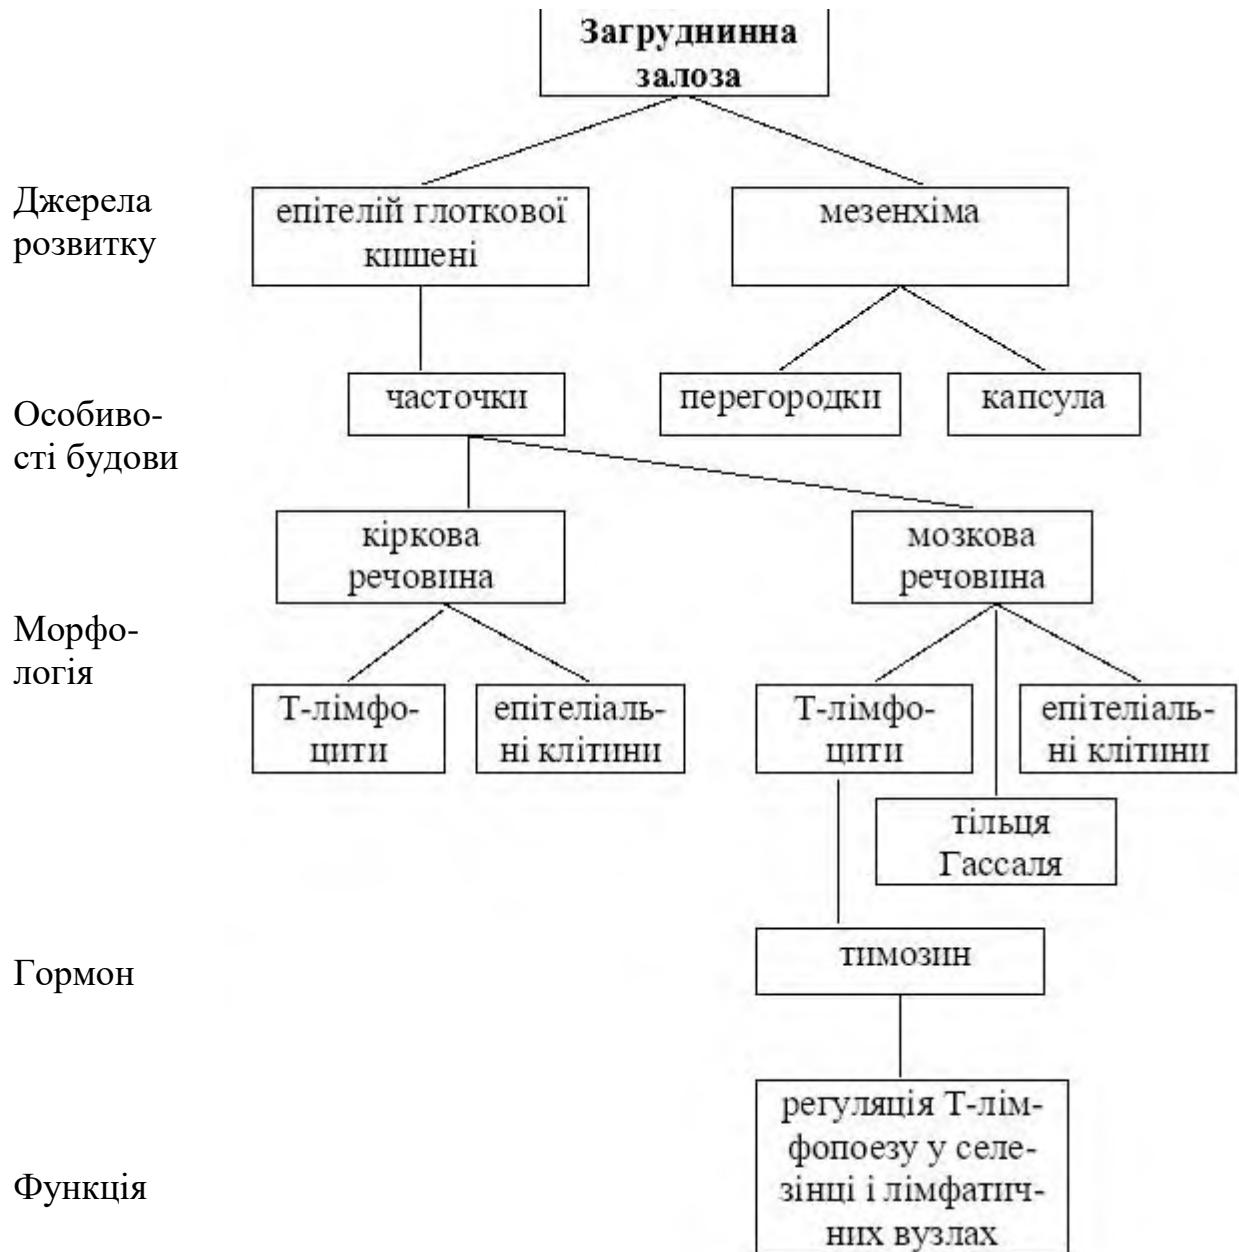 Загруднинна
залоза
Джерела
розвитку
епітелій глоткової
кишені
мезенхіма
Особиво-
сті будови
часточки
перегородки
капсула
кіркова
речовина
мозкова
речовина
Морфо-
логія
Т-лімфо-
цити
епітеліаль-
ні клітини
Т-лімфо-
цити
епітеліаль-
ні клітини
тільця
Гассаля
Гормон
тимозин
Функція
регуляція Т-лім-
фопоезу у селе-
зінці і лімфатич-
них вузлах